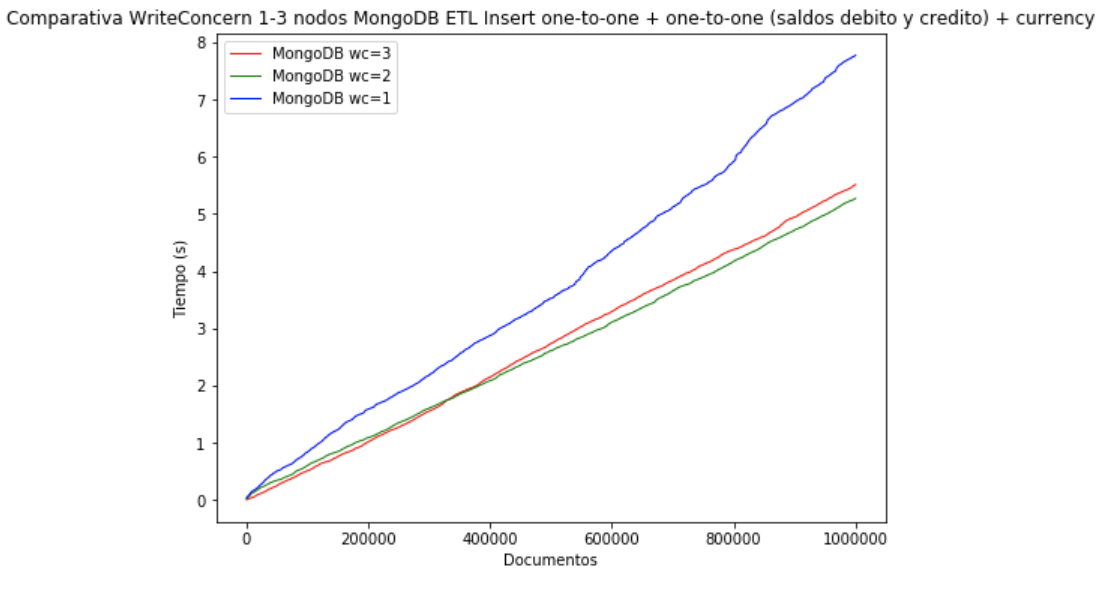 Comparativa WriteConcern 1-3 nodos MongoDB ETL Insert one-to-one + one-to-one (saldos debito y credito) + currency
MongoDB wc=3
MongoDB wc=2
MongoDB wc=1
8
7
6
5
4
3
2
1
0
Tiempo (s)
0 200000 400000 600000 800000 1000000
Documentos